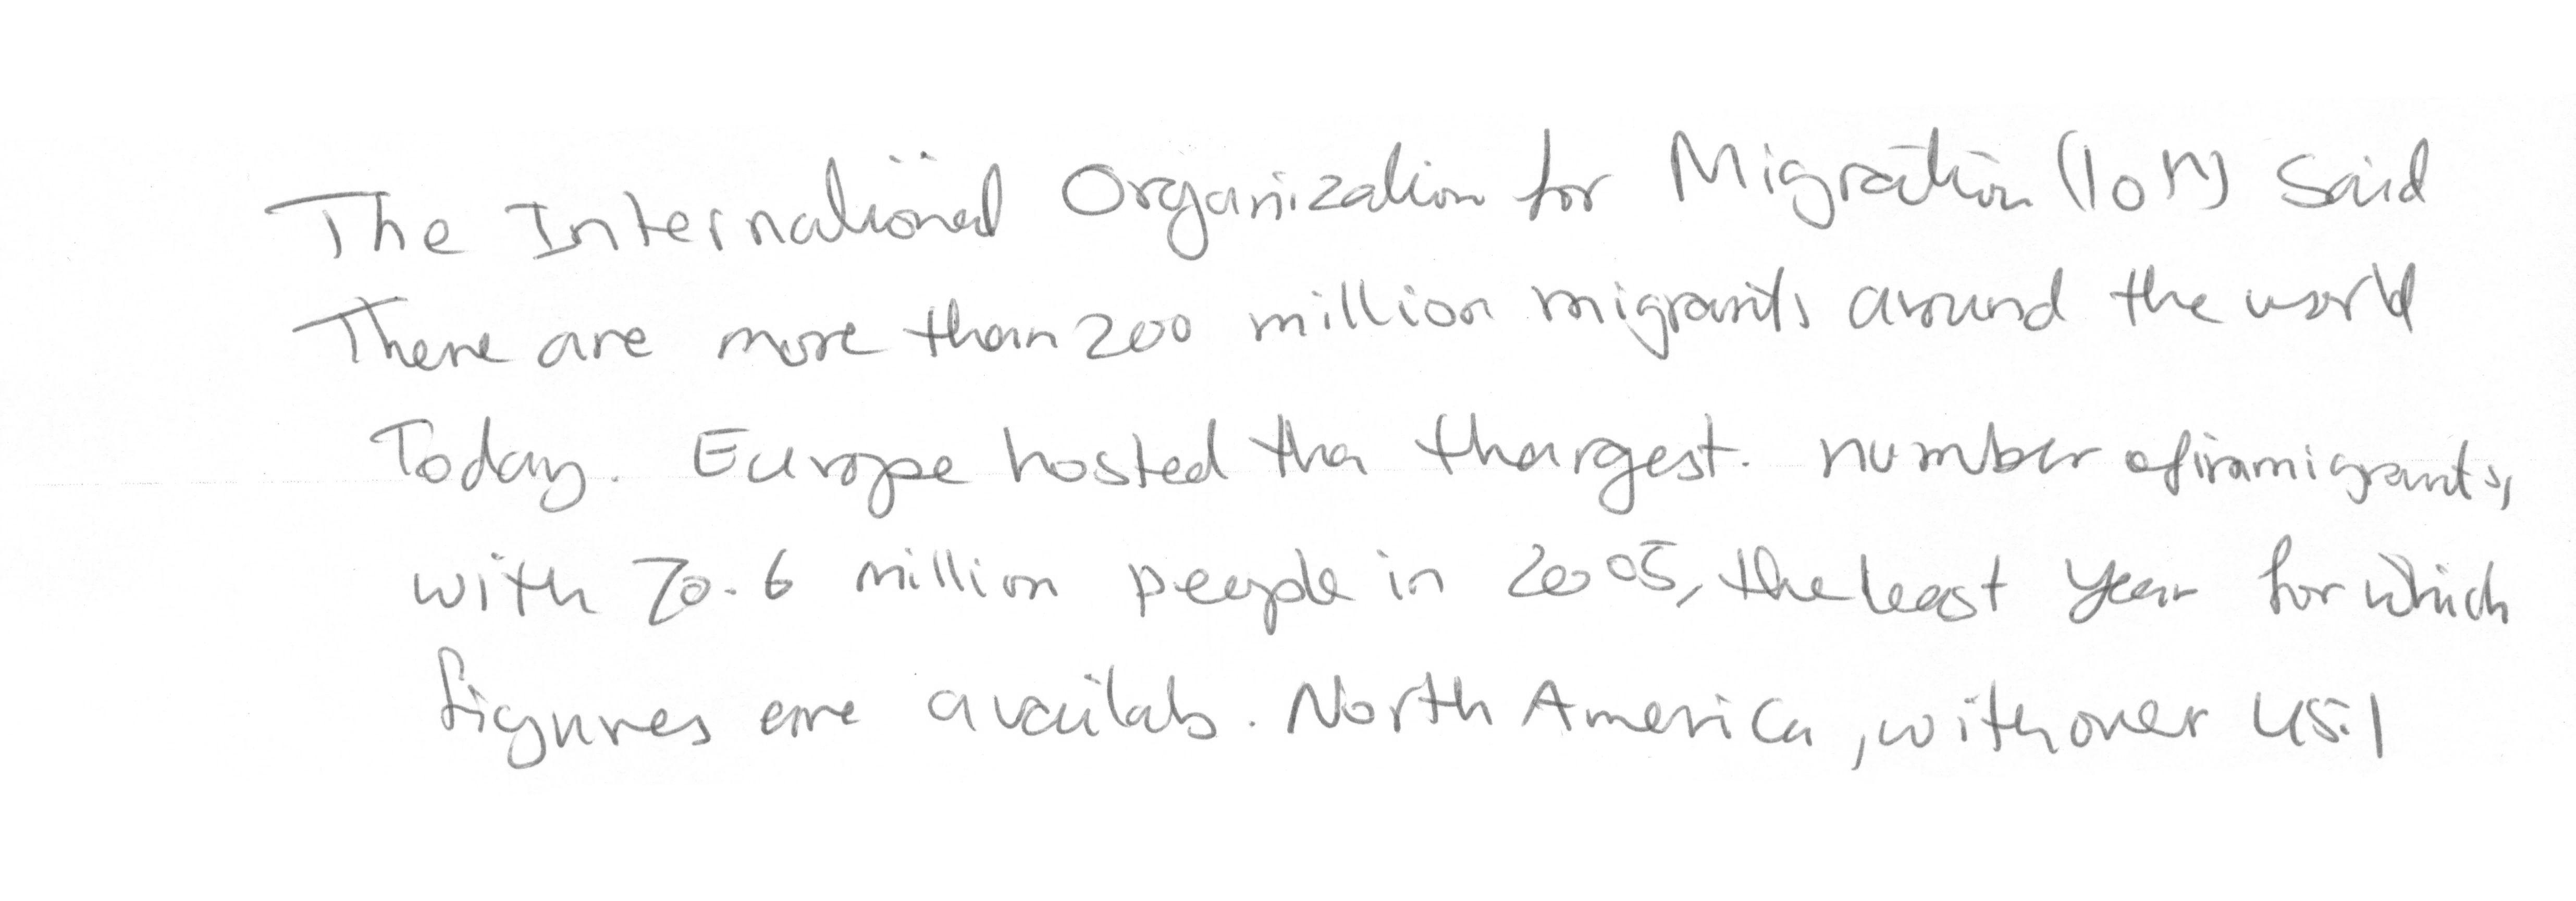 The International Organization for Migration (IOM) said
There are more than 200 million migrants around the world
Today. Europe hosted tha thargest. number of immigrants,
with 70.6 million people in 2005, the least year for which
figures are availab. North America, with over 45.1